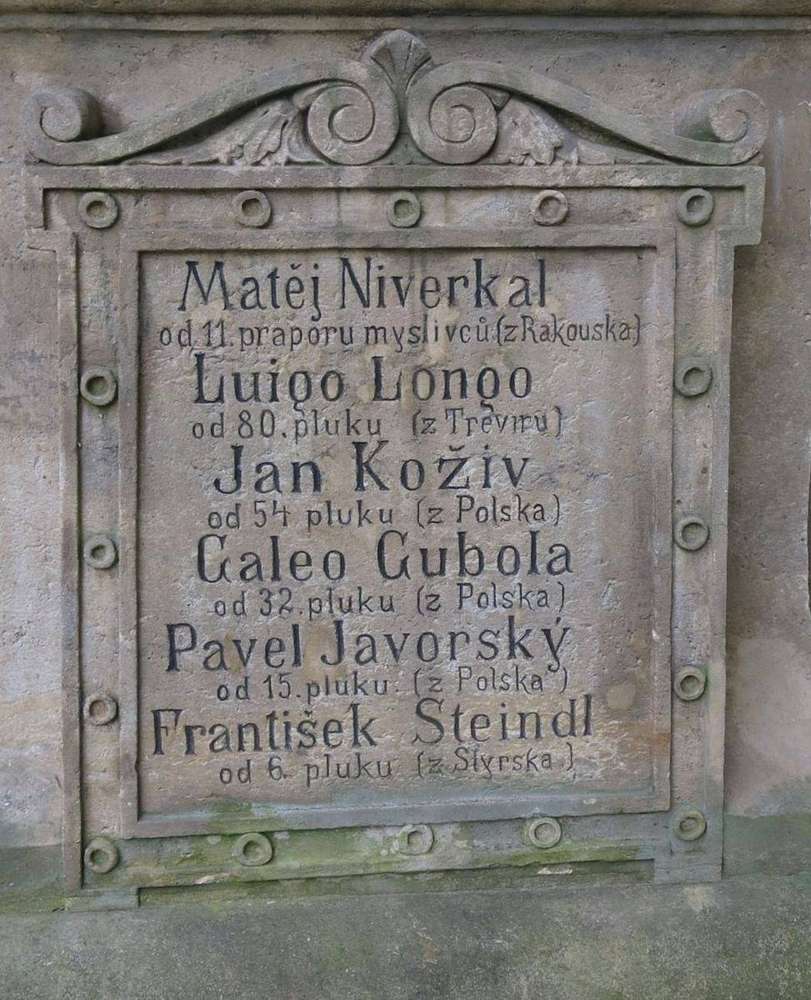 Matěj Niverkal
od 11. praporu myslivců (z Rakouska)
Luigo Longo
od 80. pluku (z Treviru)
Jan Koživ
od 54 pluku (z Polska)
Galeo Gubola
od 32. pluku (z Polska)
Pavel Javorský
od 15. pluku. (z Polska)
František Steindl
od 6. pluku (z Styrska)